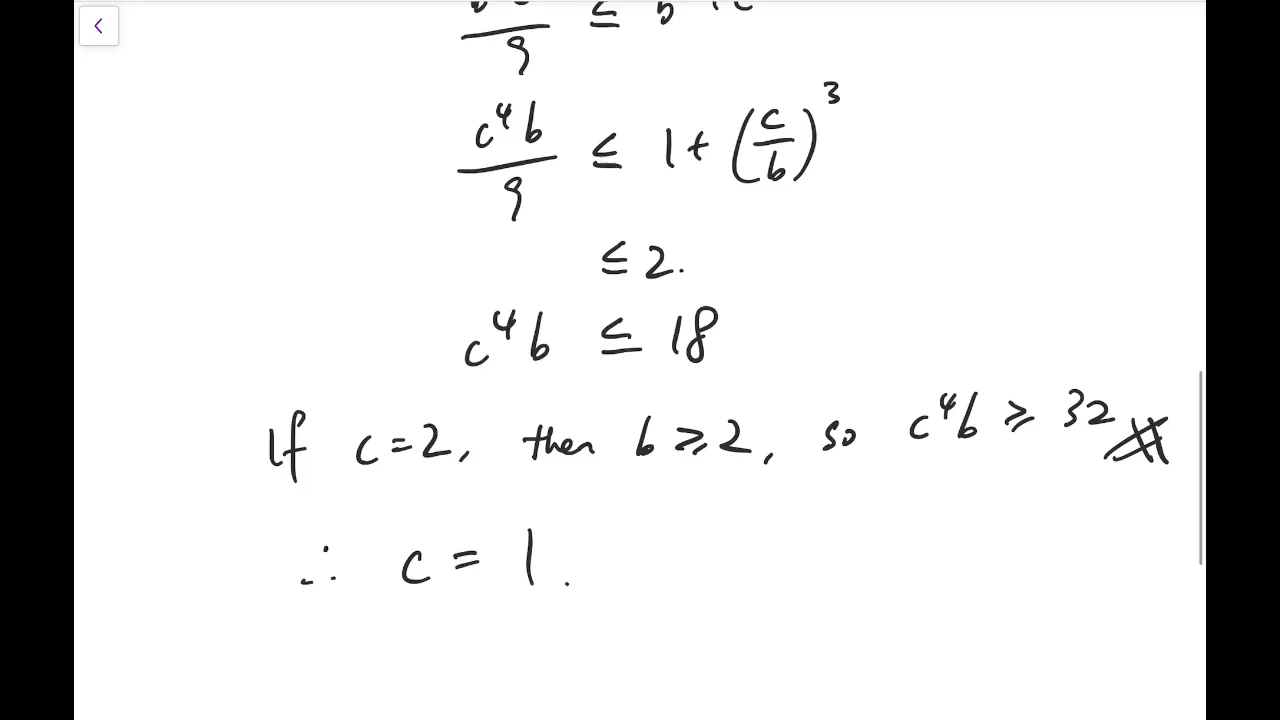 c⁴b/9 ≤ 1 + (c/b)³
≤ 2.
c⁴b ≤ 18
If c = 2, then b ≥ 2, so c⁴b ≥ 32
∴ c = 1.